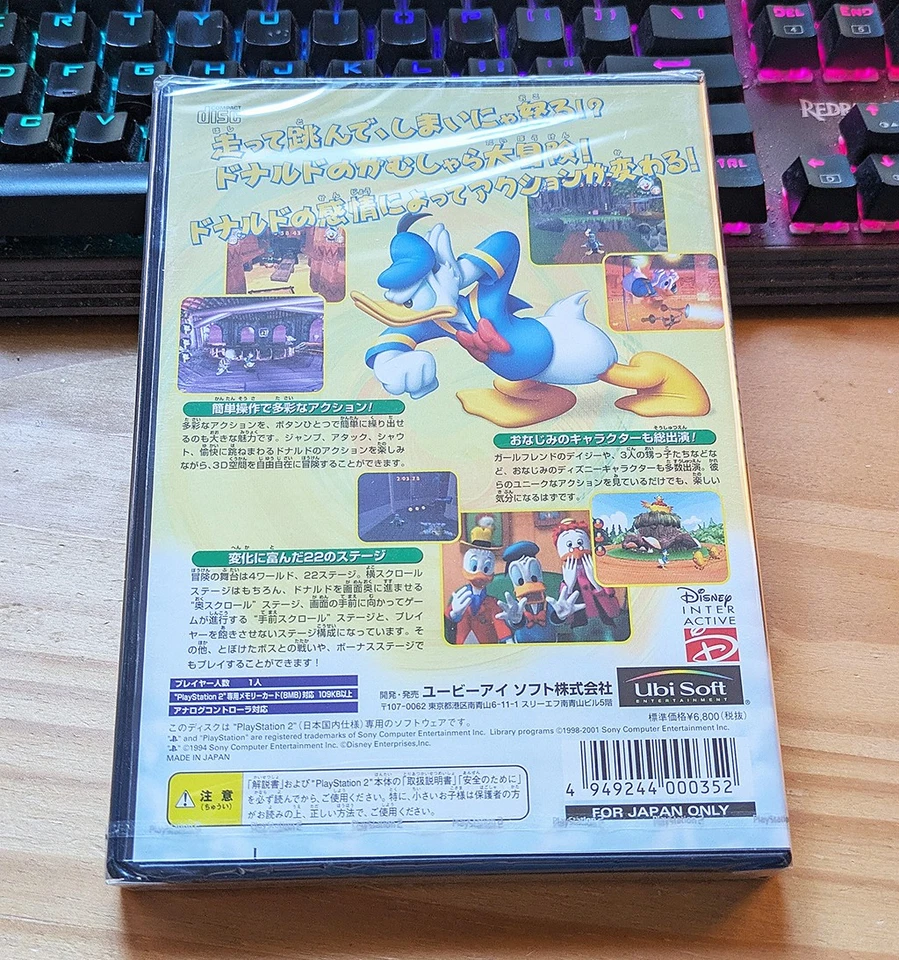 R
T
Y
U
I
O
P
DEL
4
END
5
D
F
G
H
J
K
L
REDR
CTRL
COMPACT
DISC
走って跳んで、しまいにゃ怒る!?
ドナルドのがむしゃら大冒険!
ドナルドの感情によってアクションが変わる!
簡単操作で多彩なアクション!
多彩なアクションを、ボタンひとつで簡単に繰り出せ
るのも大きな魅力です。ジャンプ、アタック、シャウ
ト、愉快に跳ねまわるドナルドのアクションを楽しみ
ながら、3D空間を自由自在に冒険することができます。
おなじみのキャラクターも総出演!
ガールフレンドのデイジーや、3人の甥っ子たちなどな
ど、おなじみのディズニーキャラクターも多数出演。彼
らのユニークなアクションを見ているだけでも、楽しい
気分になるはずです。
2:03.75
変化に富んだ22のステージ
冒険の舞台は4ワールド、22ステージ。横スクロール
ステージはもちろん、ドナルドを画面奥に進ませる
"奥スクロール" ステージ、画面の手前に向かってゲー
ムが進行する "手前スクロール" ステージと、プレイ
ヤーを飽きさせないステージ構成になっています。そ
の他、とぼけたボスとの戦いや、ボーナスステージで
もプレイすることができます!
Disney
INTER
ACTIVE
プレイヤー人数 1人
"PlayStation 2"専用メモリーカード(8MB)対応 109KB以上
アナログコントローラ対応
開発・発売 ユービーアイ ソフト株式会社
〒107-0062 東京都港区南青山6-11-1 スリーエフ南青山ビル5階
Ubi Soft
ENTERTAINMENT
標準価格¥6,800(税抜)
このディスクは "PlayStation 2" (日本国内仕様) 専用のソフトウェアです。
" " and "PlayStation" are registered trademarks of Sony Computer Entertainment Inc. Library programs ©1998-2001 Sony Computer Entertainment Inc.
" " ©1994 Sony Computer Entertainment Inc. ©Disney Enterprises,Inc.
MADE IN JAPAN
注意
(ちゅうい)
「解説書」および"PlayStation 2"本体の「取扱説明書」「安全のために」
を必ず読んでから、ご使用ください。特に、小さいお子様は保護者の方
がお読みの上、正しい方法で、ご使用ください。
4 949244 000352
FOR JAPAN ONLY